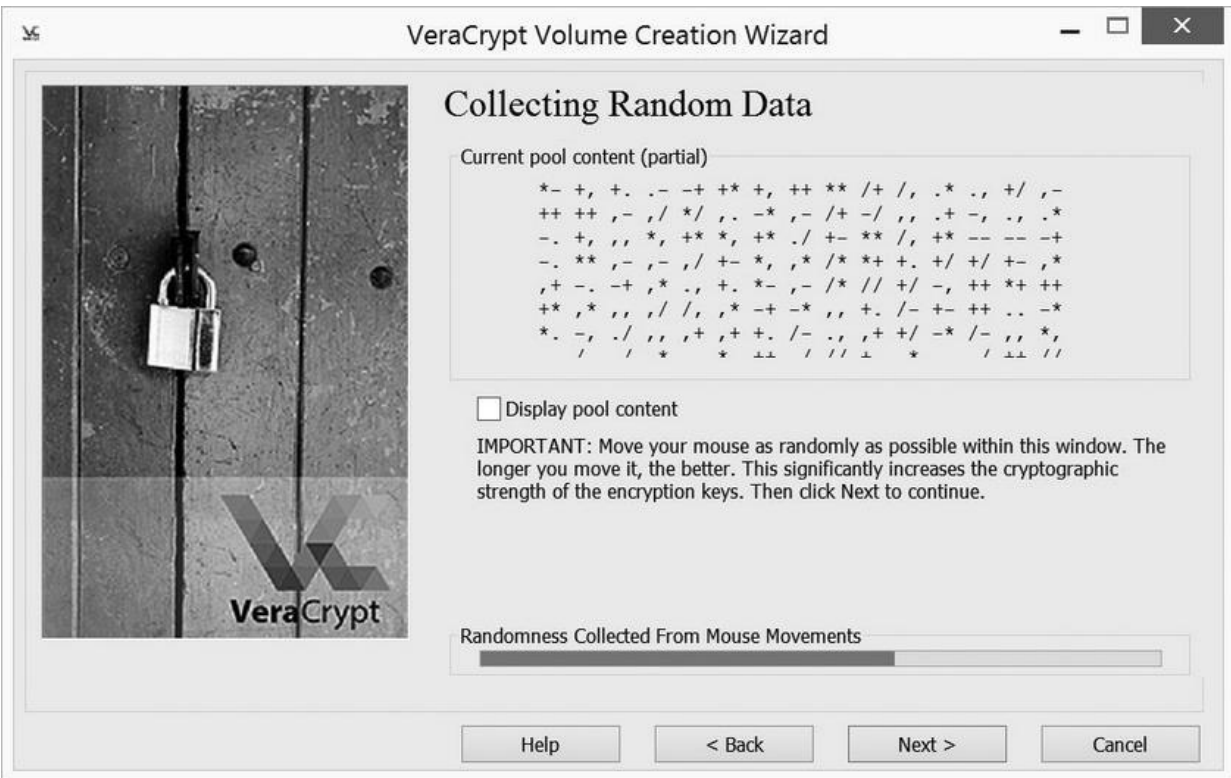 VeraCrypt Volume Creation Wizard
Collecting Random Data
Current pool content (partial)
*- +, +. .- -+ +* +, ++ ** /+ /, .* ., +/ ,-
++ ++ ,- ,/ */ ,. -* ,- /+ -/ ,, .+ -, ., .*
-. +, ,, *, +* *, +* ./ +- ** /, +* -- -- -+
-. ** ,- ,- ,/ +- *, ,* /* *+ +. +/ +/ +- ,*
,+ -. -+ ,* ., +. *- ,- /* // +/ -, ++ *+ ++
+* ,* ,, ,/ /, ,* -+ -* ,, +. /- +- ++ .. -*
*. -, ./ ,, ,+ ,+ +. /- ., ,+ +/ -* /- ,, *,
Display pool content
IMPORTANT: Move your mouse as randomly as possible within this window. The
longer you move it, the better. This significantly increases the cryptographic
strength of the encryption keys. Then click Next to continue.
VeraCrypt
Randomness Collected From Mouse Movements
Help
< Back
Next >
Cancel